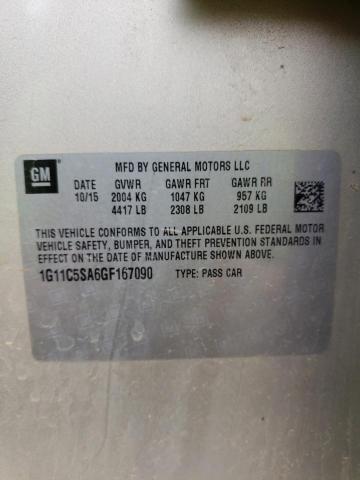 GM
MFD BY GENERAL MOTORS LLC
DATE GVWR GAWR FRT GAWR RR
10/15 2004 KG 1047 KG 957 KG
4417 LB 2308 LB 2109 LB
THIS VEHICLE CONFORMS TO ALL APPLICABLE U.S. FEDERAL MOTOR
VEHICLE SAFETY, BUMPER, AND THEFT PREVENTION STANDARDS IN
EFFECT ON THE DATE OF MANUFACTURE SHOWN ABOVE.
1G11C5SA6GF167090 TYPE: PASS CAR